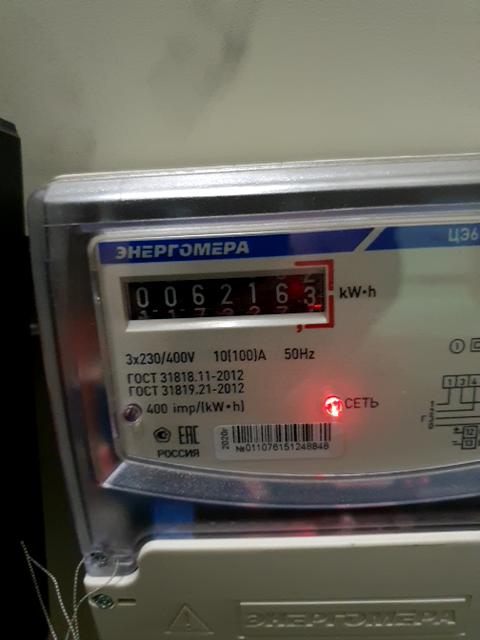 ЭНЕРГОМЕРА
ЦЭ6
0062163
kW·h
3x230/400V 10(100)A 50Hz
ГОСТ 31818.11-2012
ГОСТ 31819.21-2012
400 imp/(kW·h)
СЕТЬ
EAC
РОССИЯ
2020г
№011076151248848
ЭНЕРГОМЕРА